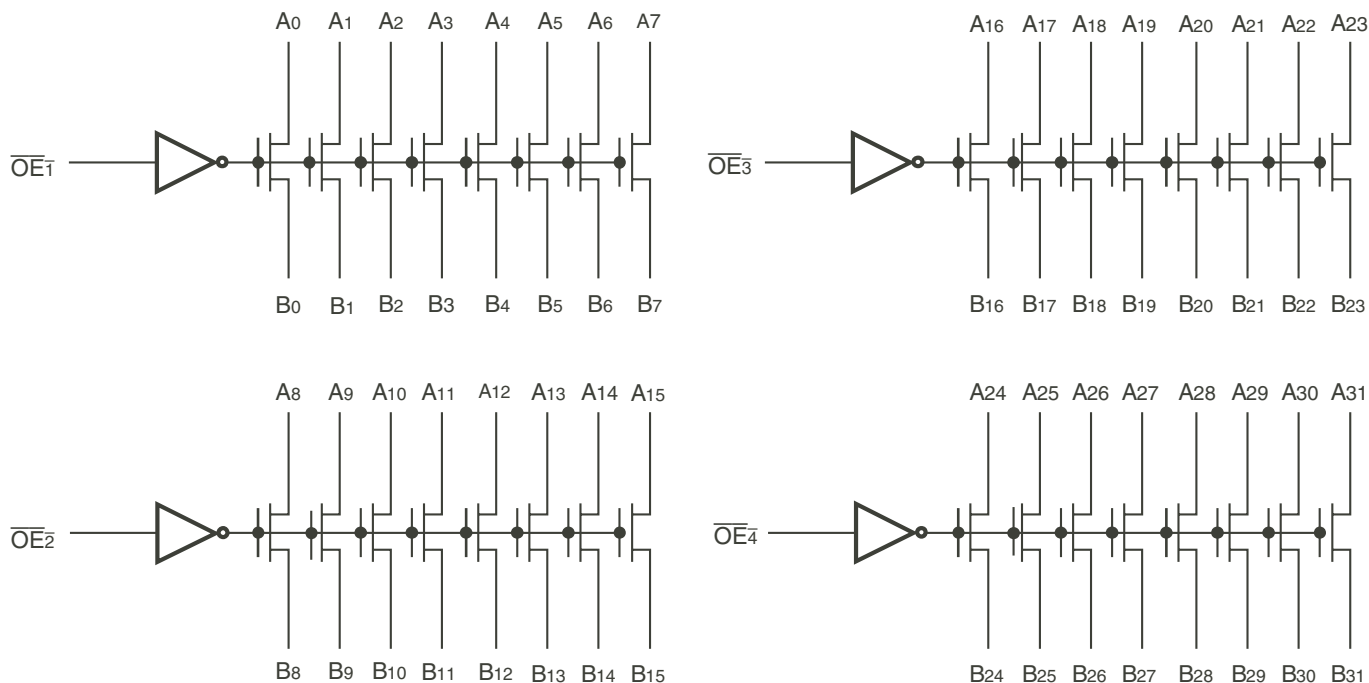 A0 A1 A2 A3 A4 A5 A6 A7
A16 A17 A18 A19 A20 A21 A22 A23
OE1
OE3
B0 B1 B2 B3 B4 B5 B6 B7
B16 B17 B18 B19 B20 B21 B22 B23
A8 A9 A10 A11 A12 A13 A14 A15
A24 A25 A26 A27 A28 A29 A30 A31
OE2
OE4
B8 B9 B10 B11 B12 B13 B14 B15
B24 B25 B26 B27 B28 B29 B30 B31